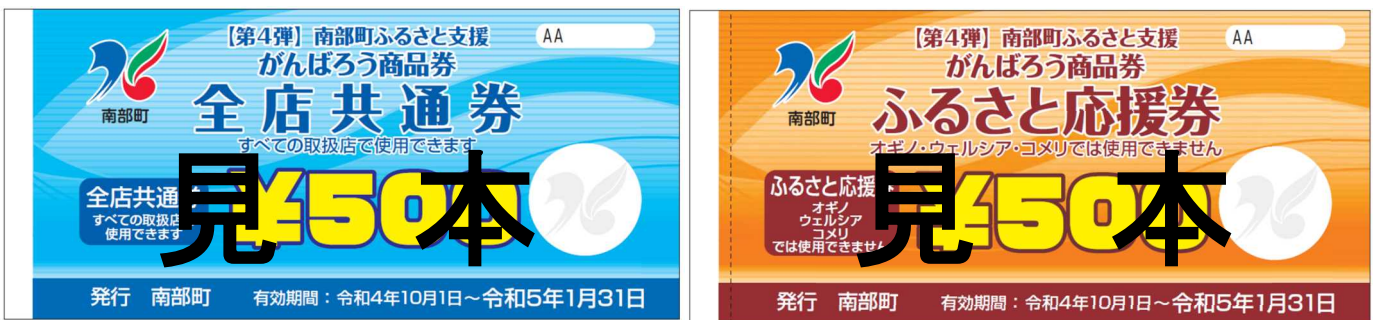 【第4弾】南部町ふるさと支援
AA
がんばろう商品券
南部町
全店共通券
すべての取扱店で使用できます
全店共通
すべての取扱店
使用できます
¥500
見本
発行 南部町 有効期間：令和4年10月1日～令和5年1月31日
【第4弾】南部町ふるさと支援
AA
がんばろう商品券
南部町
ふるさと応援券
オギノ・ウェルシア・コメリでは使用できません
ふるさと応援
オギノ
ウェルシア
コメリ
では使用できません
¥500
見本
発行 南部町 有効期間：令和4年10月1日～令和5年1月31日